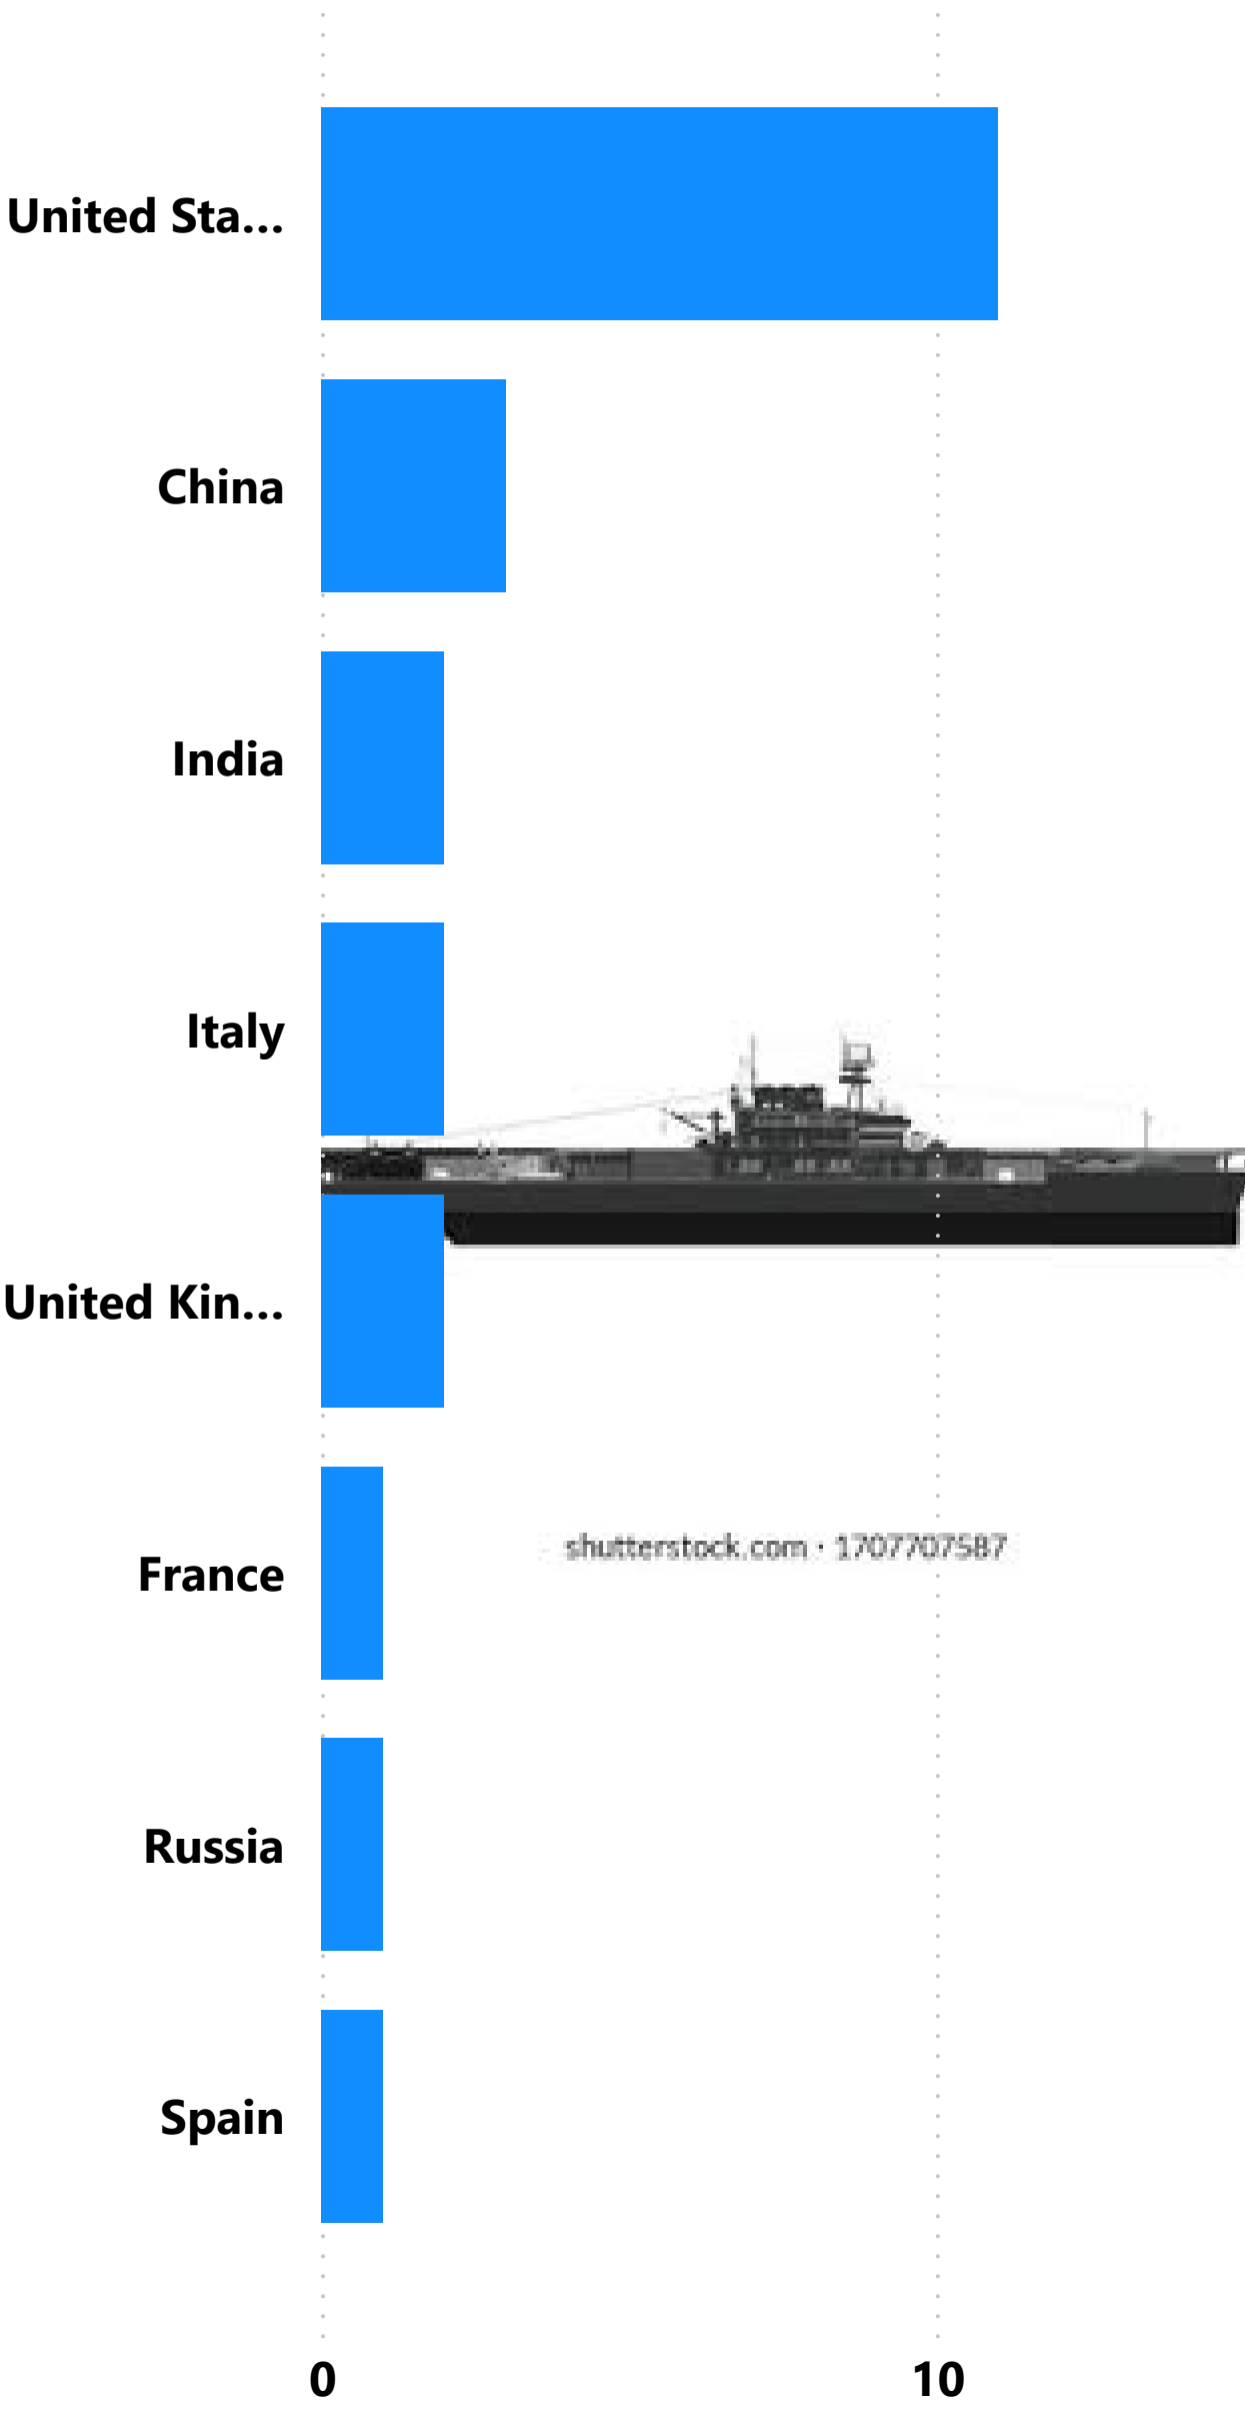 United Sta...
China
India
Italy
United Kin...
France
shutterstock.com · 1707707587
Russia
Spain
0
10